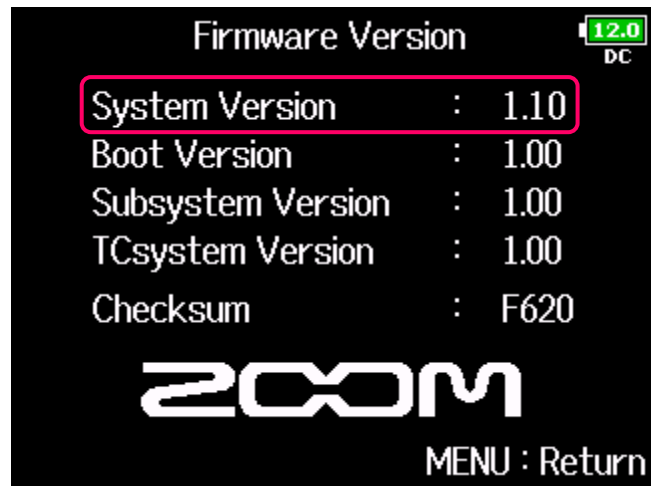 Firmware Version
12.0
DC
System Version : 1.10
Boot Version : 1.00
Subsystem Version : 1.00
TCsystem Version : 1.00
Checksum : F620
ZOOM
MENU : Return